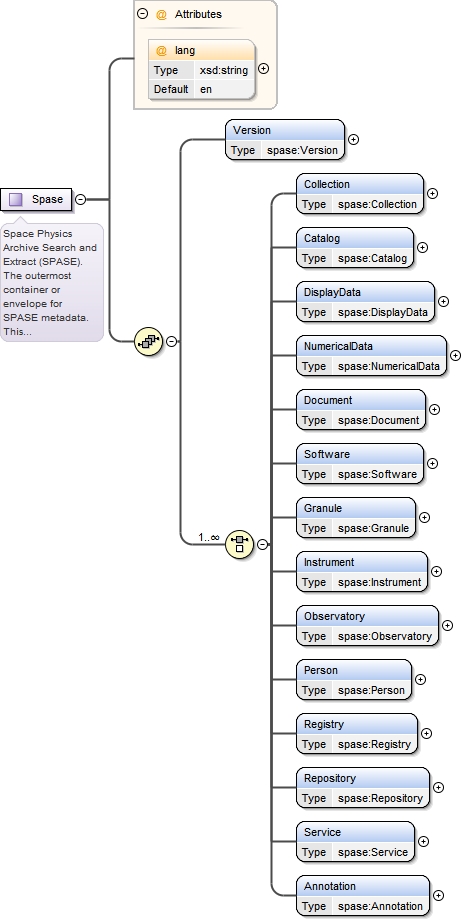 @ Attributes
@ lang
Type xsd:string
Default en
Version
Type spase:Version
Spase
Space Physics
Archive Search and
Extract (SPASE).
The outermost
container or
envelope for
SPASE metadata.
This...
Collection
Type spase:Collection
Catalog
Type spase:Catalog
DisplayData
Type spase:DisplayData
NumericalData
Type spase:NumericalData
Document
Type spase:Document
Software
Type spase:Software
Granule
Type spase:Granule
1..∞
Instrument
Type spase:Instrument
Observatory
Type spase:Observatory
Person
Type spase:Person
Registry
Type spase:Registry
Repository
Type spase:Repository
Service
Type spase:Service
Annotation
Type spase:Annotation